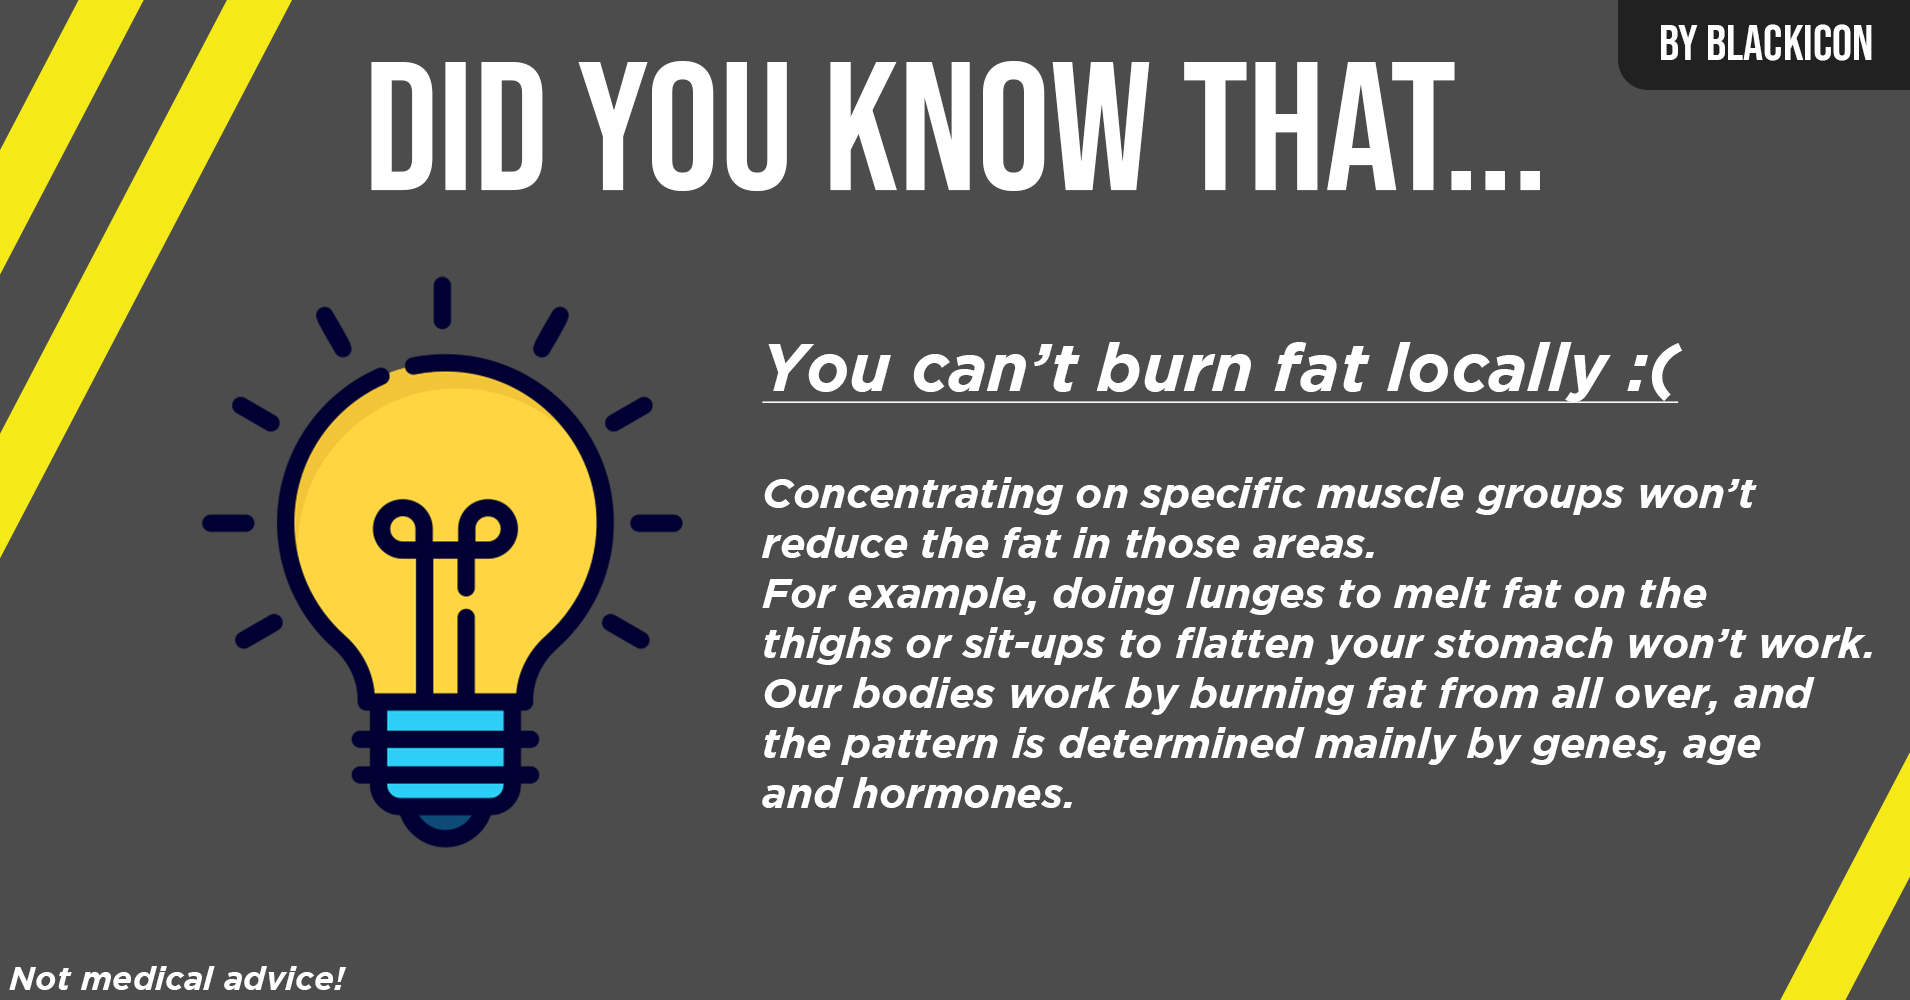 BY BLACKICON
DID YOU KNOW THAT...
You can’t burn fat locally :(
Concentrating on specific muscle groups won’t
reduce the fat in those areas.
For example, doing lunges to melt fat on the
thighs or sit-ups to flatten your stomach won’t work.
Our bodies work by burning fat from all over, and
the pattern is determined mainly by genes, age
and hormones.
Not medical advice!